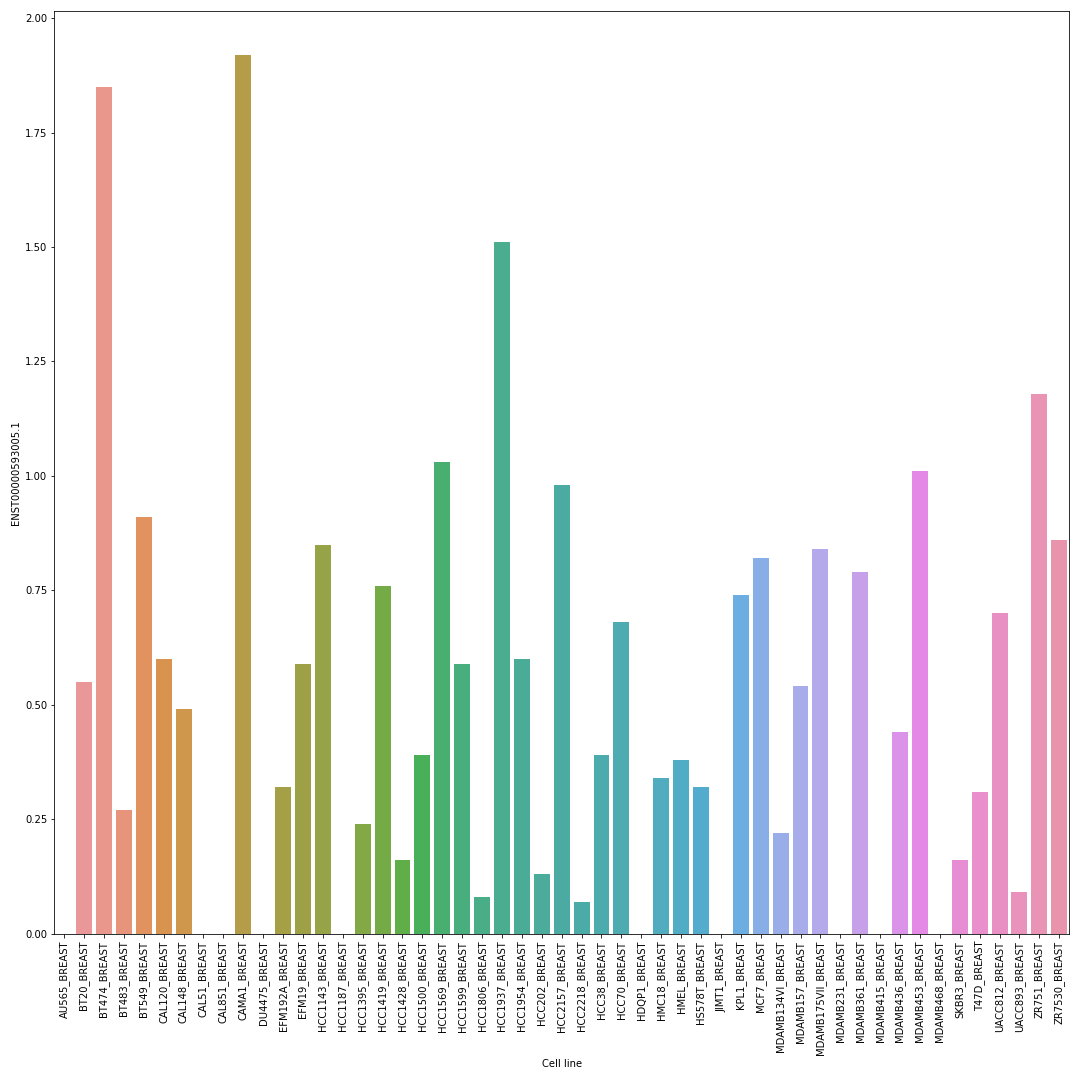 2.00
1.75
1.50
1.25
1.00
0.75
0.50
0.25
0.00
ENST00000593005.1
AU565_BREAST
BT20_BREAST
BT474_BREAST
BT483_BREAST
BT549_BREAST
CAL120_BREAST
CAL148_BREAST
CAL51_BREAST
CAL851_BREAST
CAMA1_BREAST
DU4475_BREAST
EFM192A_BREAST
EFM19_BREAST
HCC1143_BREAST
HCC1187_BREAST
HCC1395_BREAST
HCC1419_BREAST
HCC1428_BREAST
HCC1500_BREAST
HCC1569_BREAST
HCC1599_BREAST
HCC1806_BREAST
HCC1937_BREAST
HCC1954_BREAST
HCC202_BREAST
HCC2157_BREAST
HCC2218_BREAST
HCC38_BREAST
HCC70_BREAST
HDQP1_BREAST
HMC18_BREAST
HMEL_BREAST
HS578T_BREAST
JIMT1_BREAST
KPL1_BREAST
MCF7_BREAST
MDAMB134VI_BREAST
MDAMB157_BREAST
MDAMB175VII_BREAST
MDAMB231_BREAST
MDAMB361_BREAST
MDAMB415_BREAST
MDAMB436_BREAST
MDAMB453_BREAST
MDAMB468_BREAST
SKBR3_BREAST
T47D_BREAST
UACC812_BREAST
UACC893_BREAST
ZR751_BREAST
ZR7530_BREAST
Cell line